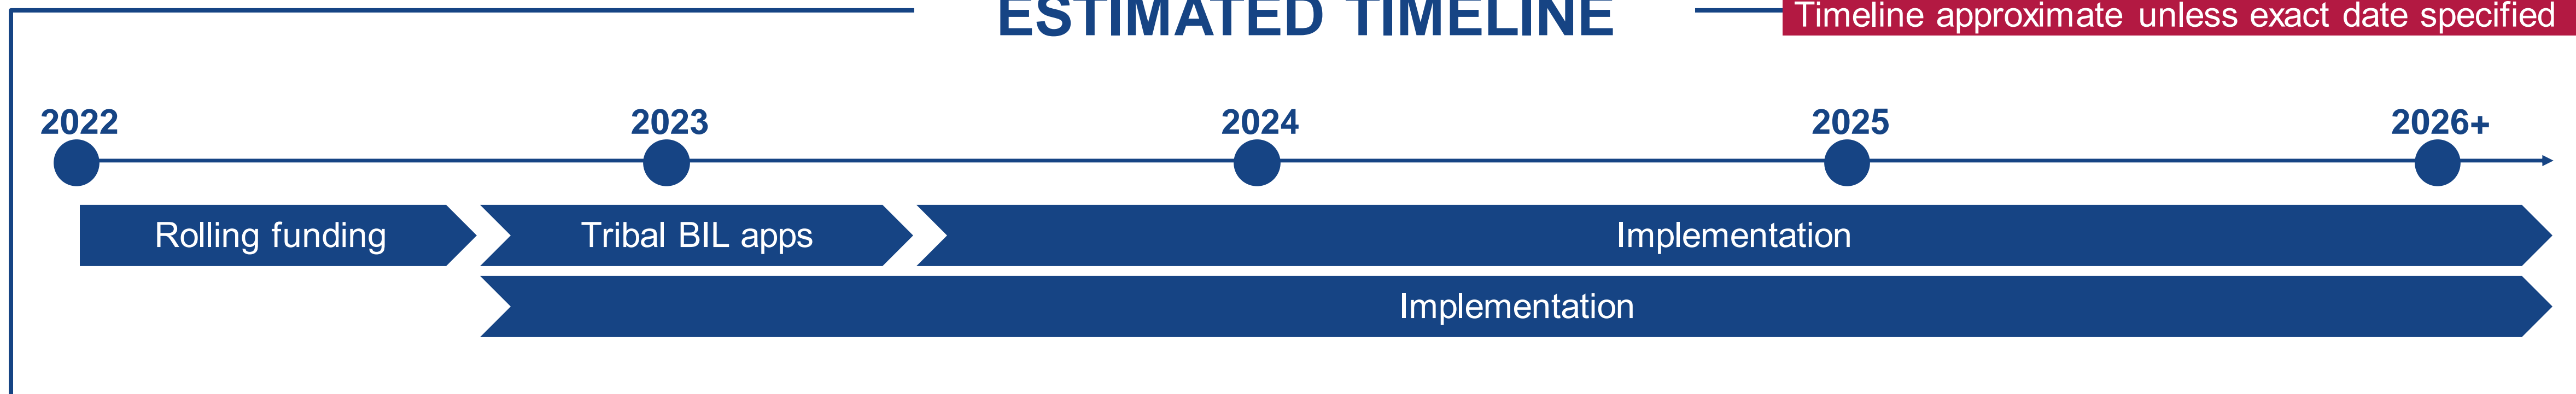 ESTIMATED TIMELINE
Timeline approximate unless exact date specified
2022 2023 2024 2025 2026+
Rolling funding Tribal BIL apps Implementation
Implementation